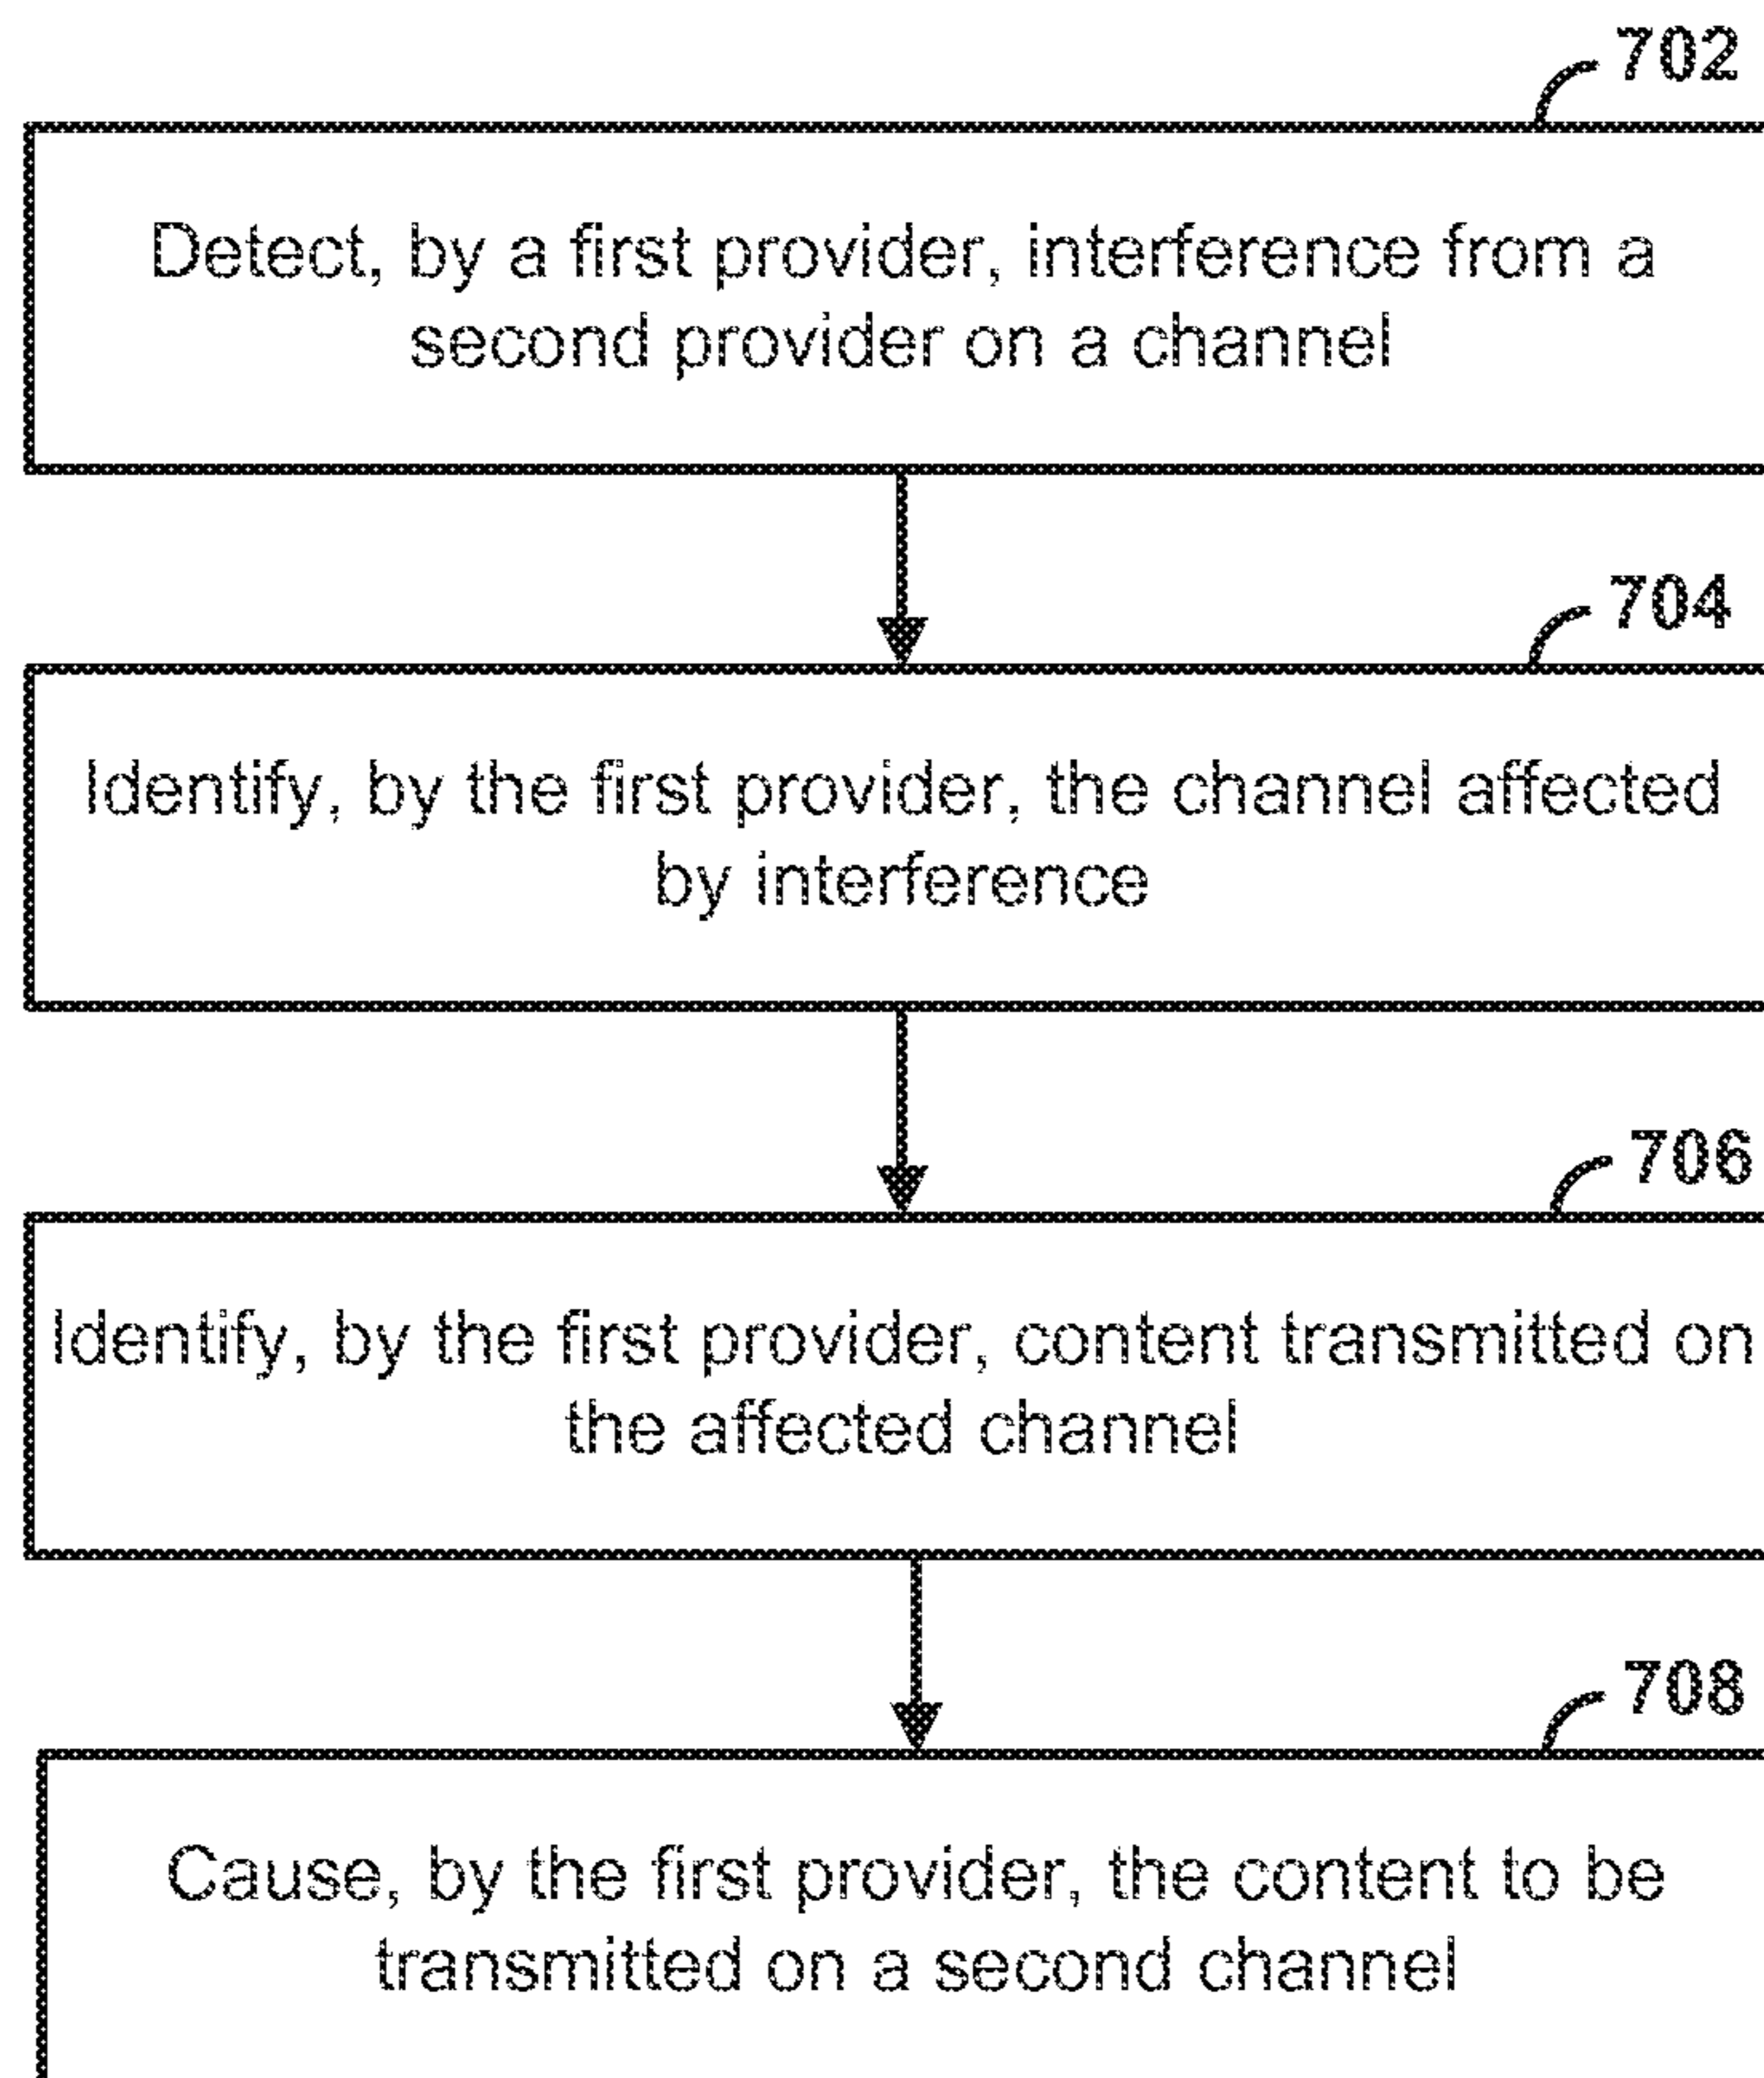 702
Detect, by a first provider, interference from a
second provider on a channel
704
Identify, by the first provider, the channel affected
by interference
706
Identify, by the first provider, content transmitted on
the affected channel
708
Cause, by the first provider, the content to be
transmitted on a second channel